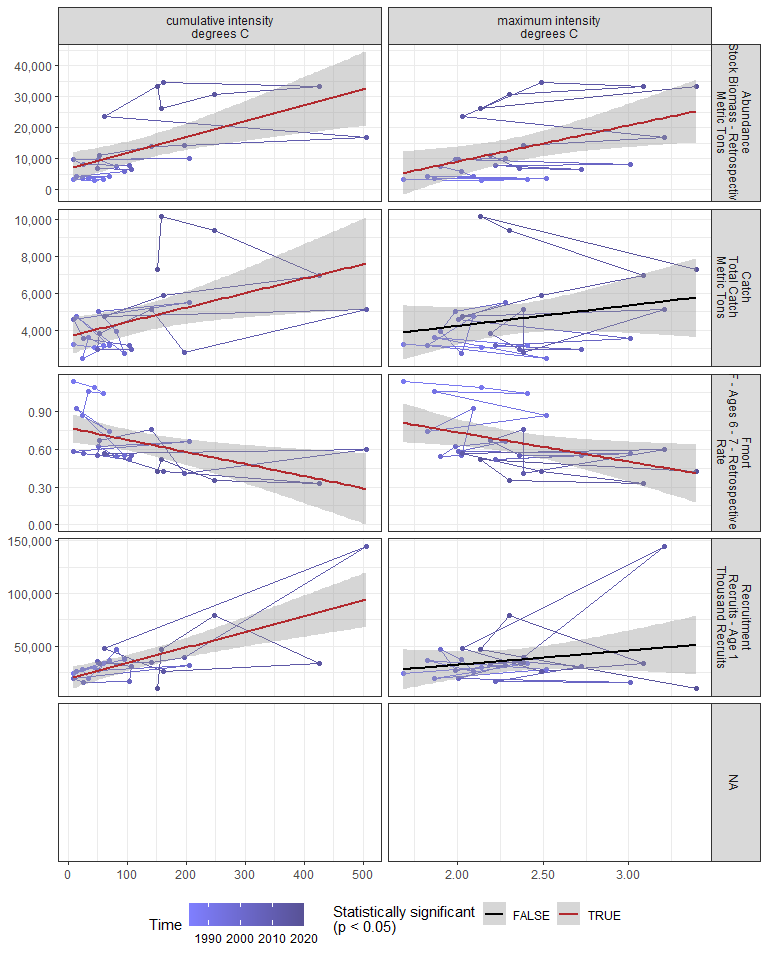 cumulative intensity
degrees C
maximum intensity
degrees C
40,000
30,000
20,000
10,000
0
Abundance
Stock Biomass - Retrospectiv
Metric Tons
10,000
8,000
6,000
4,000
Catch
Total Catch
Metric Tons
0.90
0.60
0.30
0.00
Fmort
- Ages 6 - 7 - Retrospective
Rate
150,000
100,000
50,000
Recruitment
Recruits - Age 1
Thousand Recruits
NA
0 100 200 300 400 500
2.00 2.50 3.00
Time
1990 2000 2010 2020
Statistically significant
(p < 0.05)
FALSE
TRUE